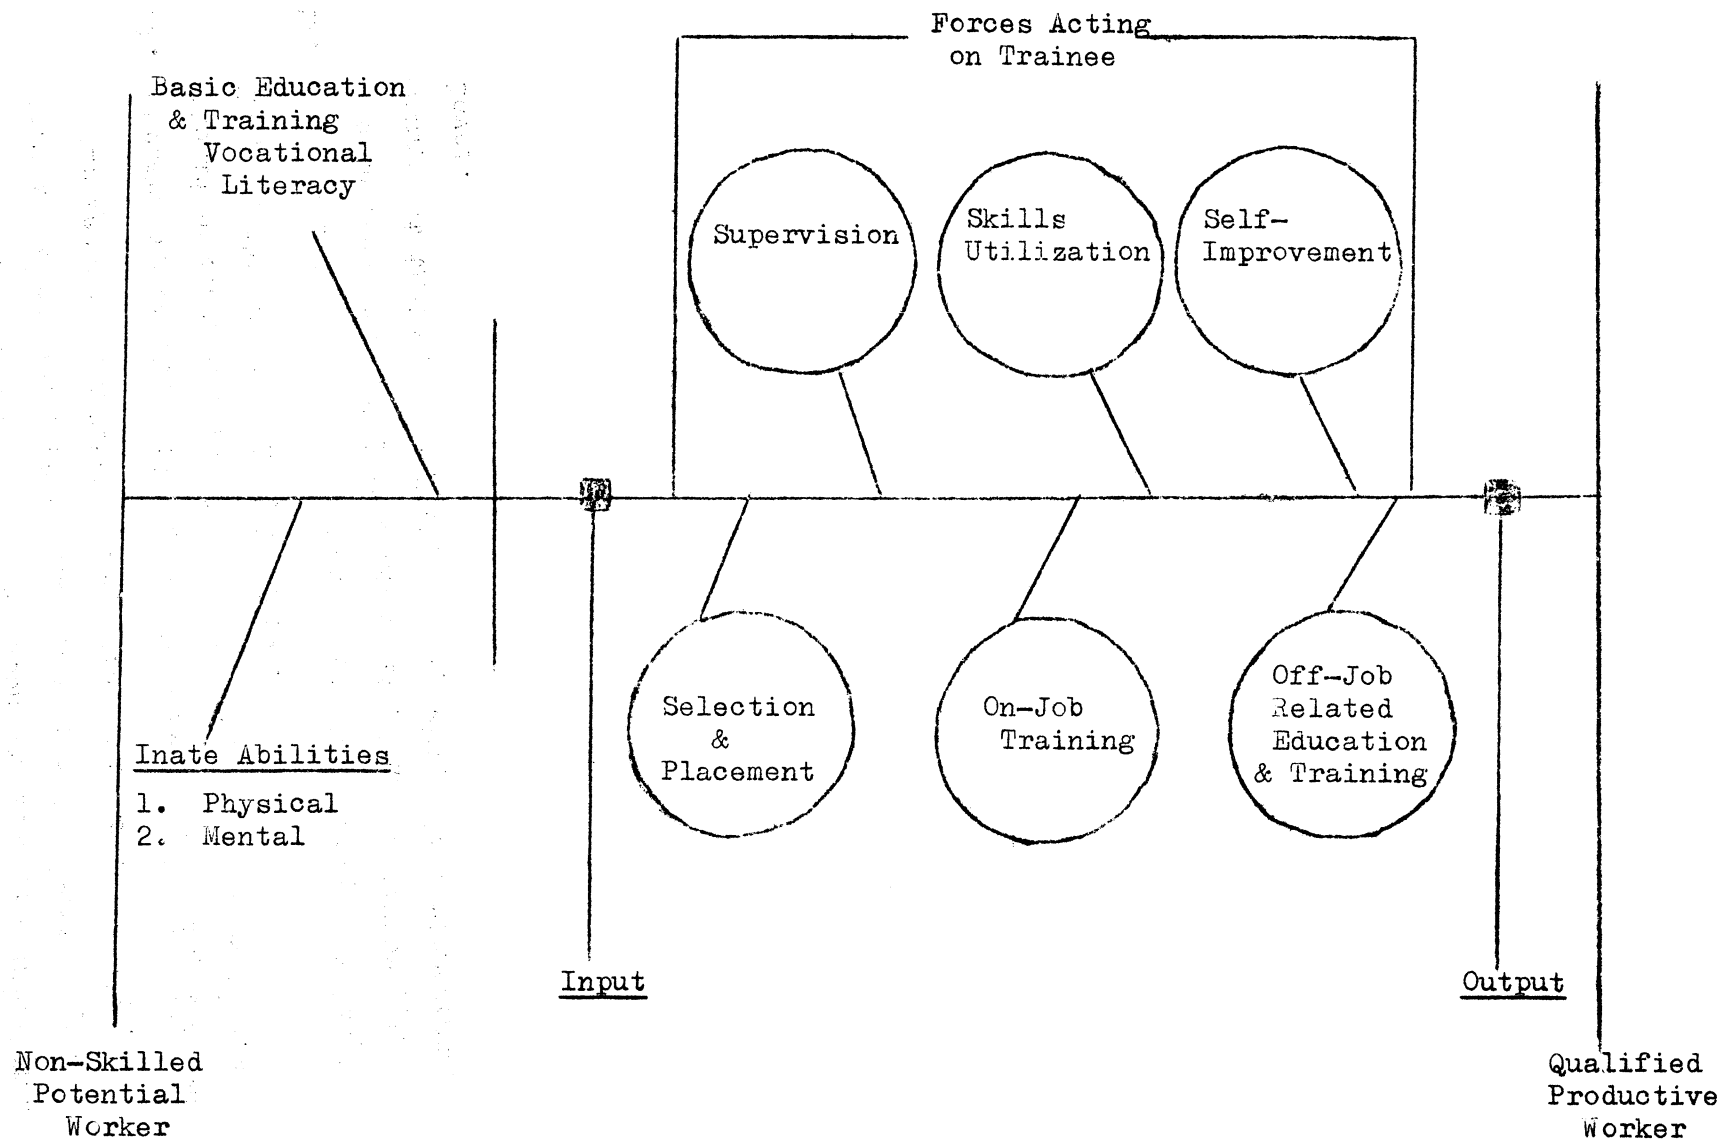 Forces Acting
on Trainee
Basic Education
& Training
Vocational
Literacy
Supervision
Skills
Utilization
Self-
Improvement
Inate Abilities
1. Physical
2. Mental
Selection
&
Placement
On-Job
Training
Off-Job
Related
Education
& Training
Input
Output
Non-Skilled
Potential
Worker
Qualified
Productive
Worker